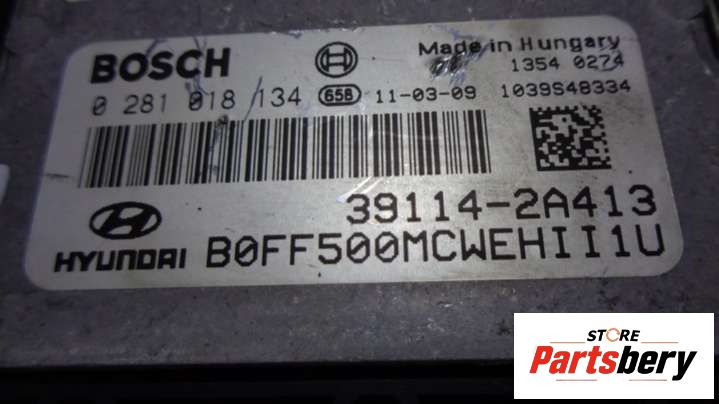 BOSCH
Made in Hungary
1354 0274
0 281 018 134 65B 11-03-09 1039S48334
39114-2A413
HYUNDAI B0FF500MCWEHII1U
STORE
Partsbery